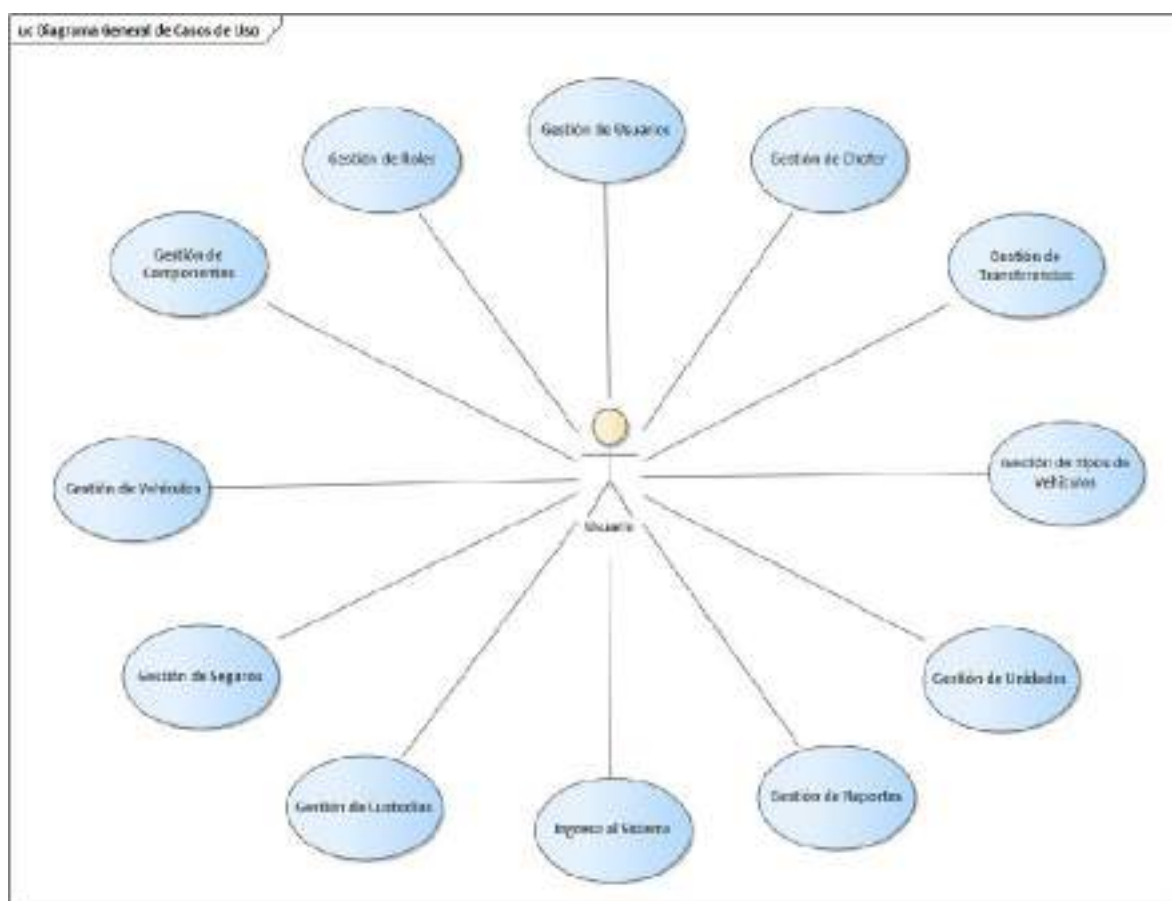 uc Diagrama General de Casos de Uso
Gestión de Usuarios
Gestión de Roles
Gestión de Chofer
Gestión de
Componentes
Gestión de
Transferencias
Gestión de Vehículos
Gestión de Tipos de
Vehículos
Usuario
Gestión de Seguros
Gestión de Unidades
Gestión de Custodias
Ingreso al Sistema
Gestión de Reportes